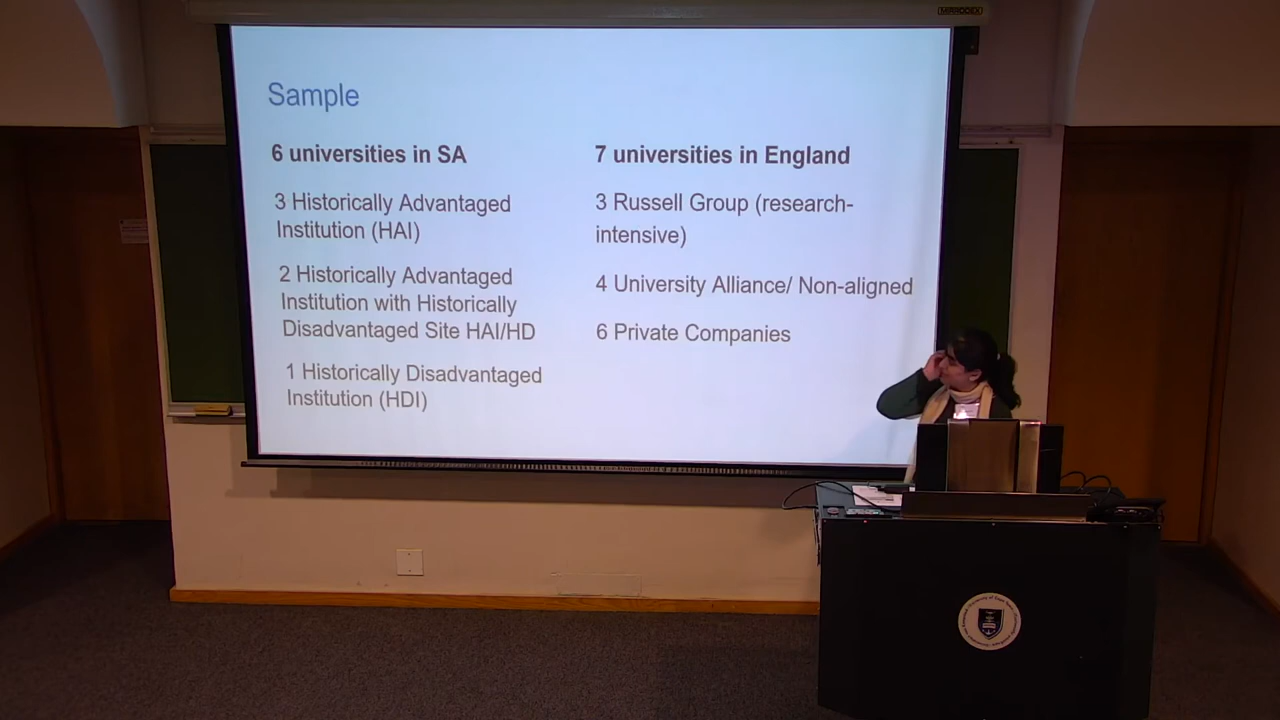 Sample
6 universities in SA
3 Historically Advantaged
Institution (HAI)
2 Historically Advantaged
Institution with Historically
Disadvantaged Site HAI/HD
1 Historically Disadvantaged
Institution (HDI)
7 universities in England
3 Russell Group (research-
intensive)
4 University Alliance/ Non-aligned
6 Private Companies